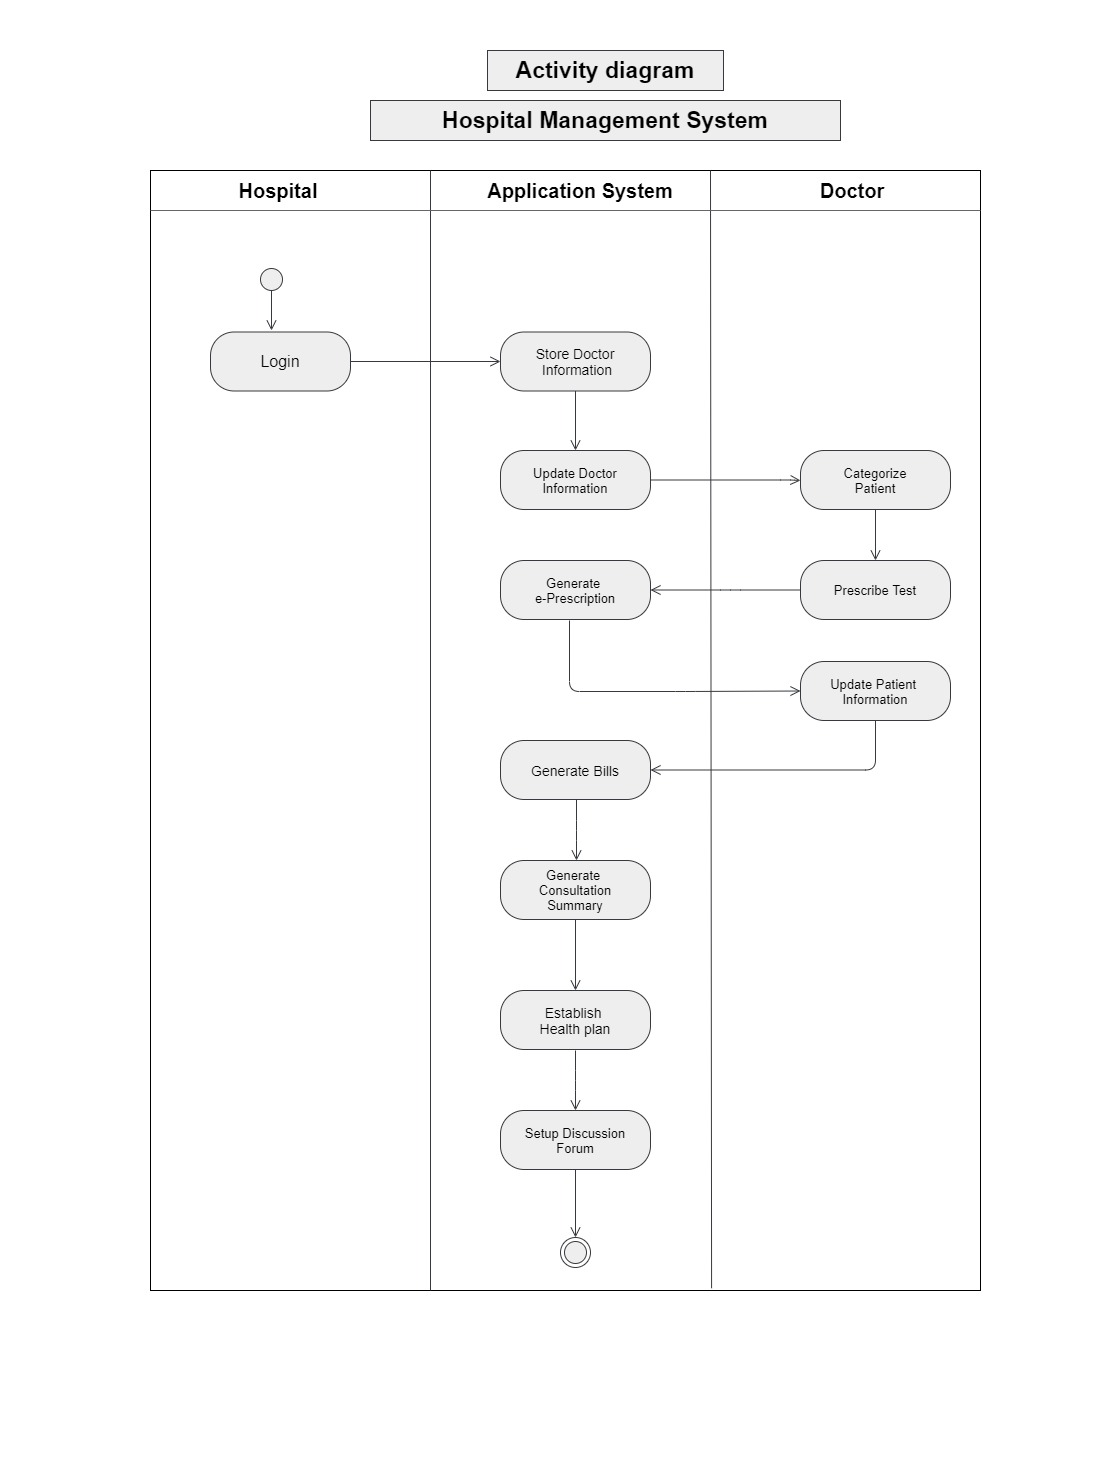 Activity diagram
Hospital Management System
Hospital
Application System
Doctor
Login
Store Doctor
Information
Update Doctor
Information
Categorize
Patient
Generate
e-Prescription
Prescribe Test
Update Patient
Information
Generate Bills
Generate
Consultation
Summary
Establish
Health plan
Setup Discussion
Forum